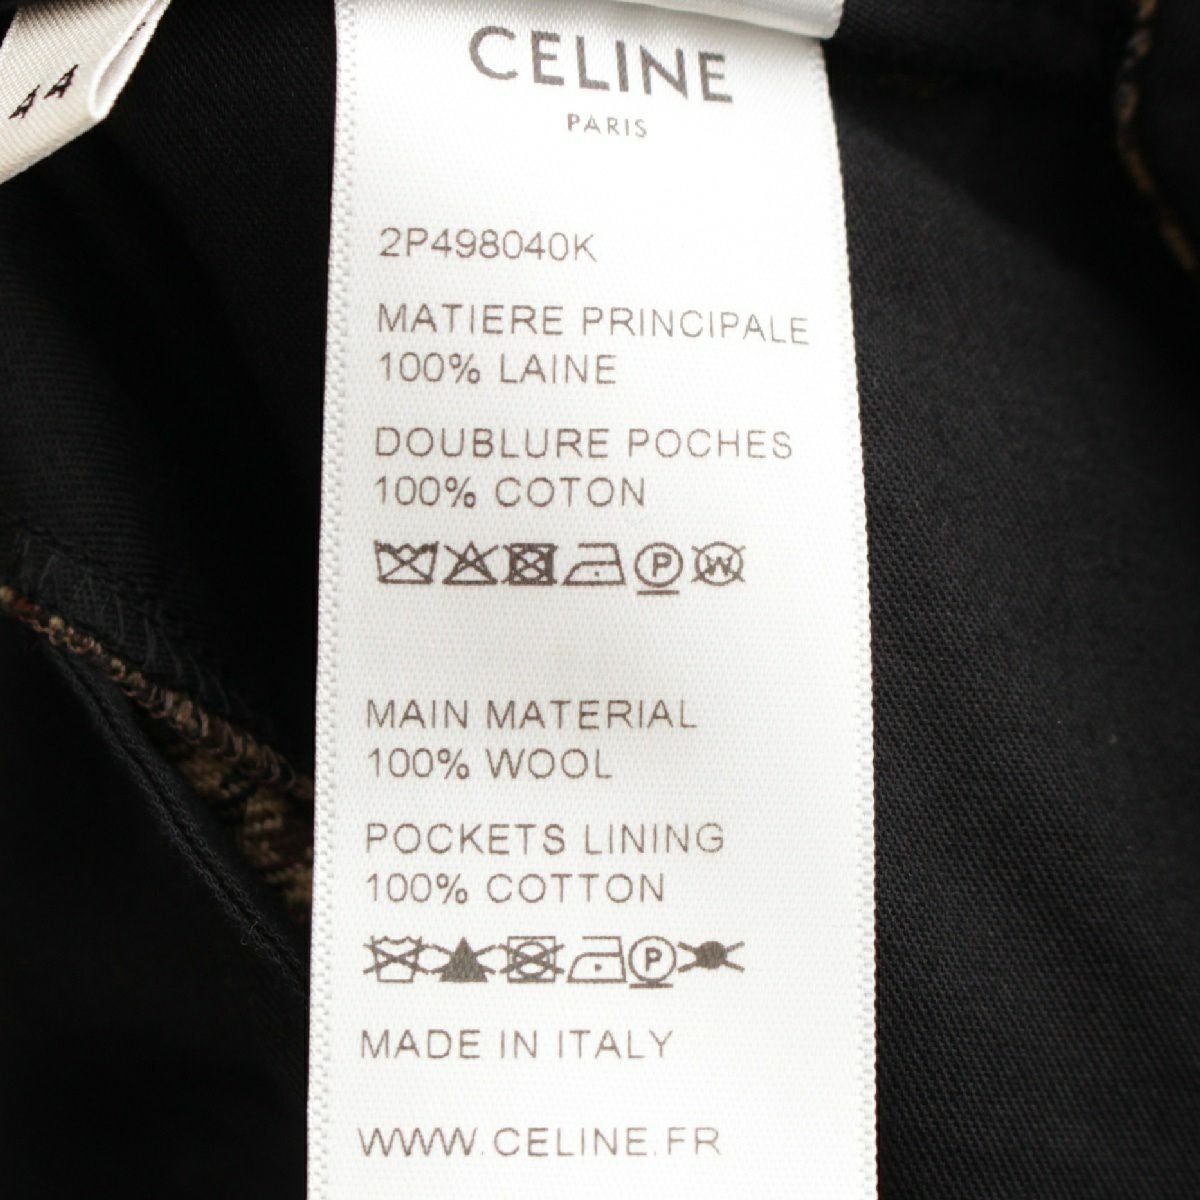 44
CELINE
PARIS
2P498040K
MATIERE PRINCIPALE
100% LAINE
DOUBLURE POCHES
100% COTON
P W
MAIN MATERIAL
100% WOOL
POCKETS LINING
100% COTTON
P
MADE IN ITALY
WWW.CELINE.FR